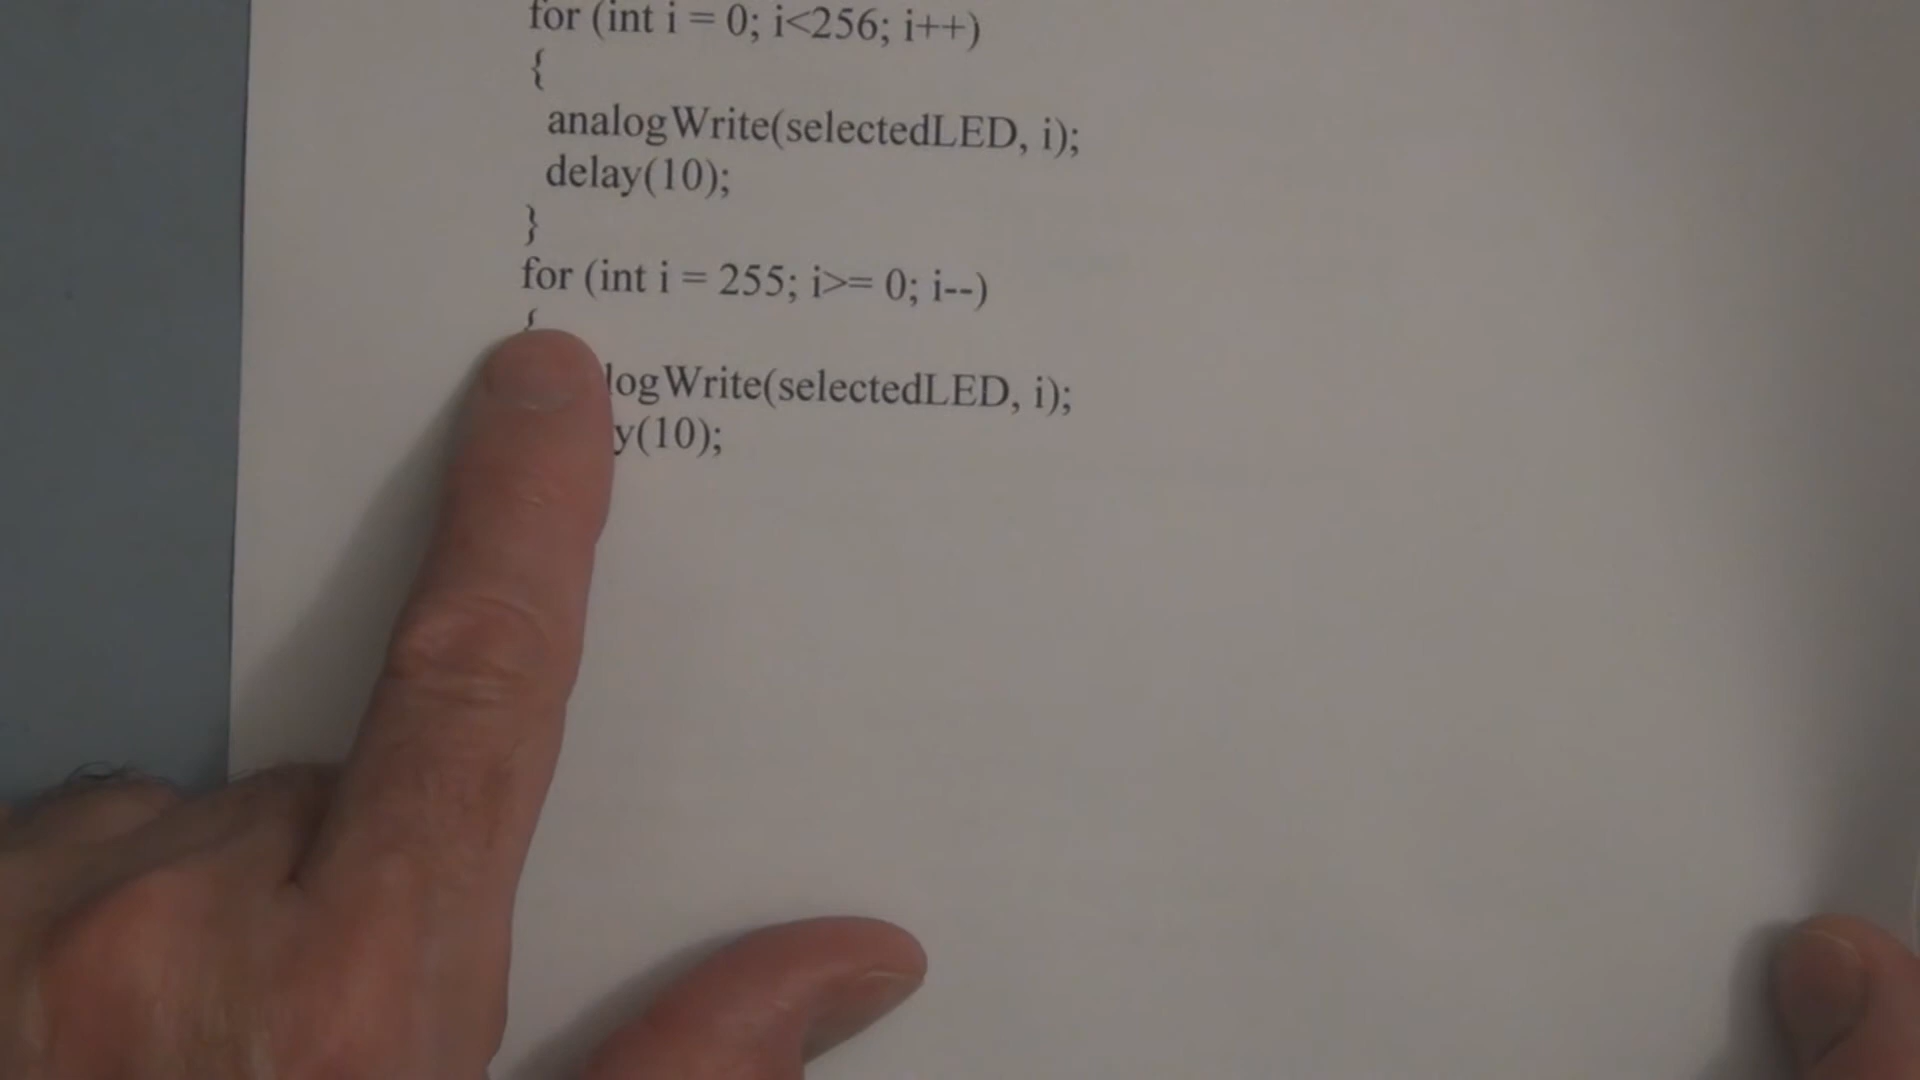 for (int i = 0; i<256; i++)
{
analogWrite(selectedLED, i);
delay(10);
}
for (int i = 255; i>= 0; i--)
{
logWrite(selectedLED, i);
y(10);